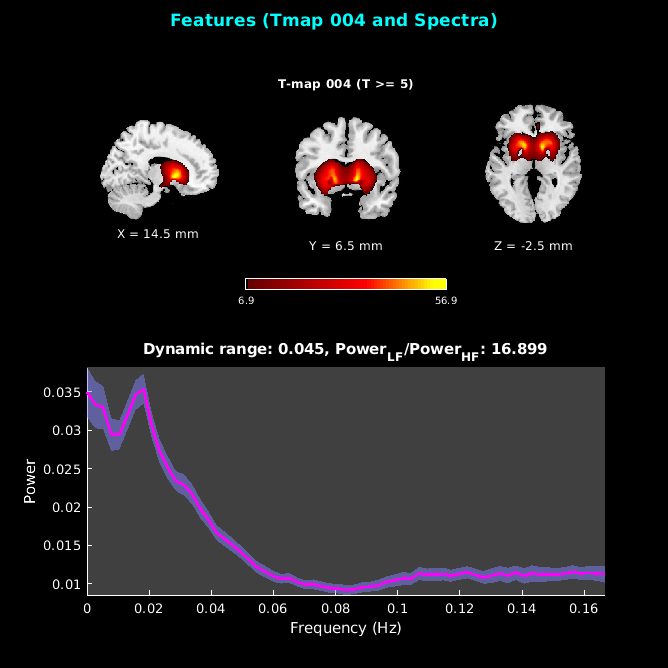 Features (Tmap 004 and Spectra)
T-map 004 (T >= 5)
X = 14.5 mm
Y = 6.5 mm
Z = -2.5 mm
6.9
56.9
Dynamic range: 0.045, PowerLF/PowerHF: 16.899
0.035
0.03
0.025
0.02
0.015
0.01
Power
0
0.02
0.04
0.06
0.08
0.1
0.12
0.14
0.16
Frequency (Hz)